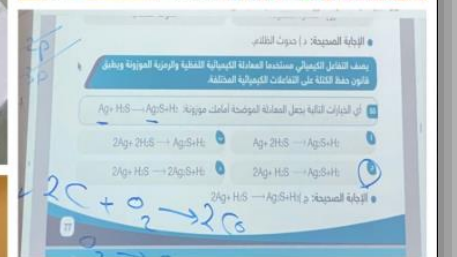 ● الإجابة الصحيحة: د) حدوث الظلام.
يصف التفاعل الكيميائي مستخدما المعادلة الكيميائية اللفظية والرمزية الموزونة ويطبق
قانون حفظ الكتلة على التفاعلات الكيميائية المختلفة.
أي الخيارات التالية يجعل المعادلة الموضحة أمامك موزونة: Ag+ H₂S → Ag₂S+H₂
أ Ag+ 2H₂S → Ag₂S+H₂
ب 2Ag+ 2H₂S → Ag₂S+H₂
ج 2Ag+ H₂S → Ag₂S+H₂
د 2Ag+ H₂S → 2Ag₂S+H₂
● الإجابة الصحيحة: ج) 2Ag+ H₂S → Ag₂S+H₂
2C + O₂ → 2Co
77